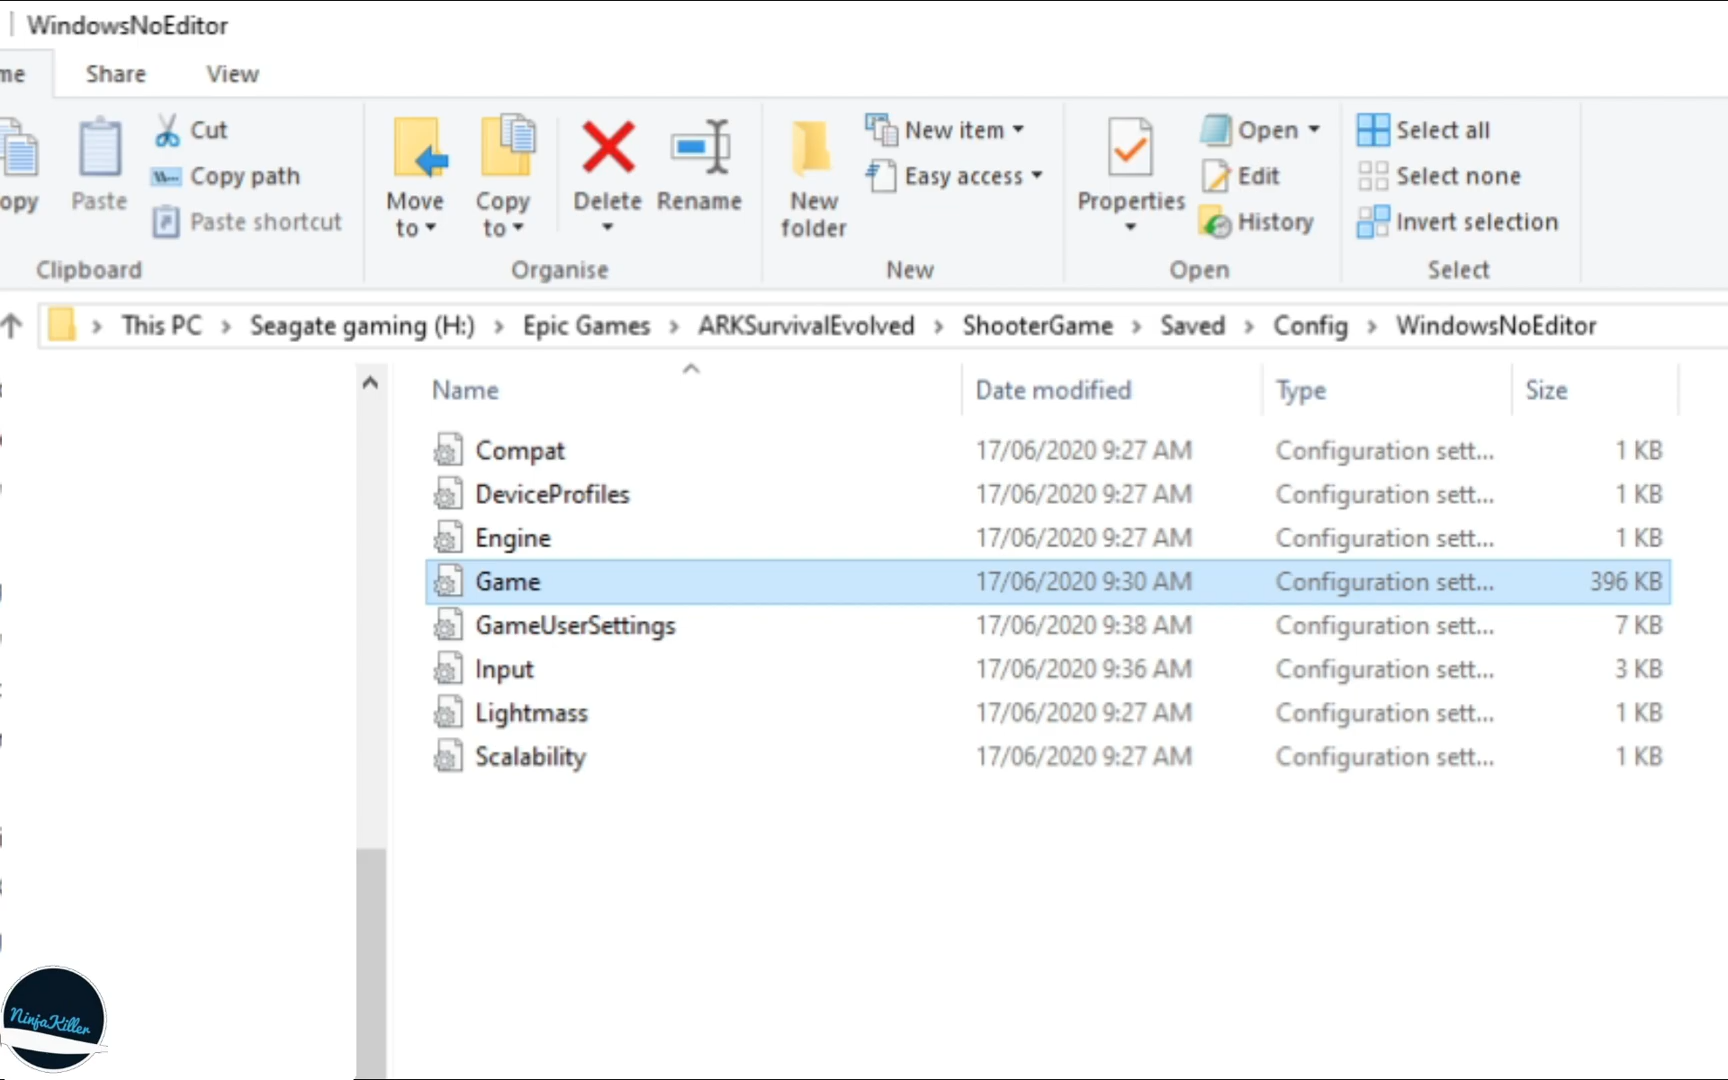 WindowsNoEditor
me Share View
opy
Paste
Cut
Copy path
Paste shortcut
Clipboard
Move to
Copy to
Delete
Rename
Organise
New folder
New item
Easy access
New
Properties
Open
Edit
History
Open
Select all
Select none
Invert selection
Select
This PC > Seagate gaming (H:) > Epic Games > ARKSurvivalEvolved > ShooterGame > Saved > Config > WindowsNoEditor
Name Date modified Type Size
Compat 17/06/2020 9:27 AM Configuration sett... 1 KB
DeviceProfiles 17/06/2020 9:27 AM Configuration sett... 1 KB
Engine 17/06/2020 9:27 AM Configuration sett... 1 KB
Game 17/06/2020 9:30 AM Configuration sett... 396 KB
GameUserSettings 17/06/2020 9:38 AM Configuration sett... 7 KB
Input 17/06/2020 9:36 AM Configuration sett... 3 KB
Lightmass 17/06/2020 9:27 AM Configuration sett... 1 KB
Scalability 17/06/2020 9:27 AM Configuration sett... 1 KB
NinjaKiller